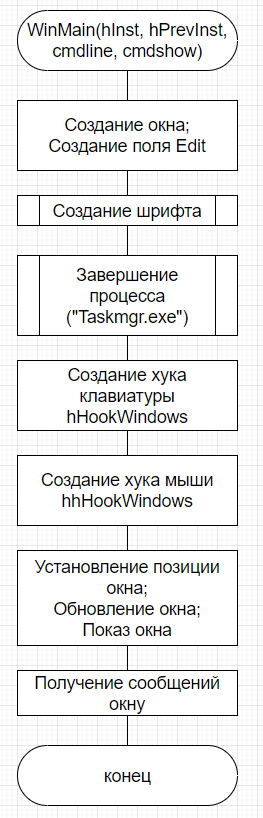 WinMain(hInst, hPrevInst,
cmdline, cmdshow)
Создание окна;
Создание поля Edit
Создание шрифта
Завершение
процесса
("Taskmgr.exe")
Создание хука
клавиатуры
hHookWindows
Создание хука мыши
hhHookWindows
Установление позиции
окна;
Обновление окна;
Показ окна
Получение сообщений
окну
конец